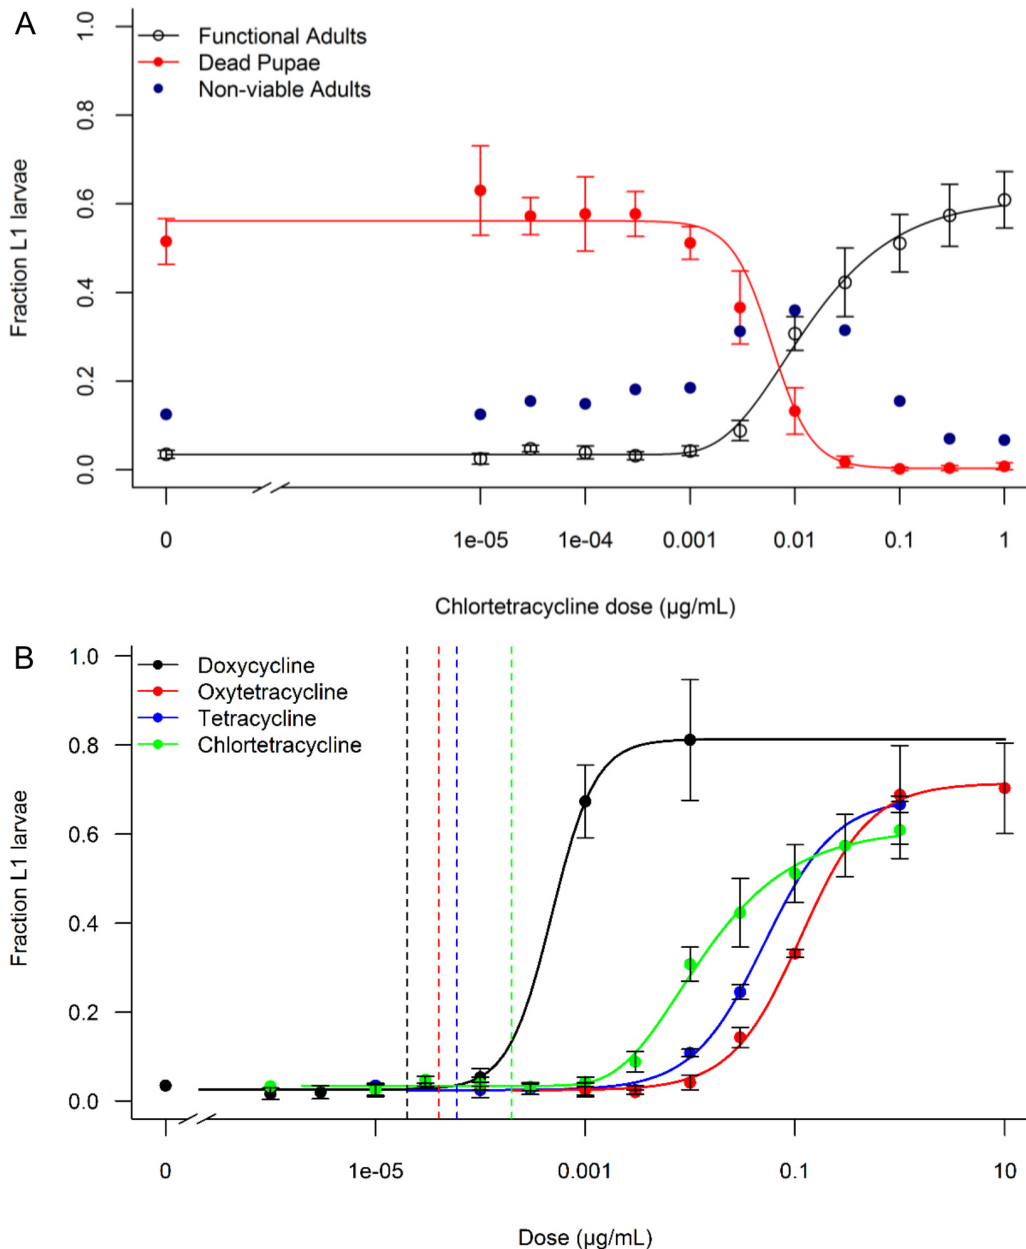 A
Functional Adults
Dead Pupae
Non-viable Adults
Fraction L1 larvae
1.0
0.8
0.6
0.4
0.2
0.0
0 1e-05 1e-04 0.001 0.01 0.1 1
Chlortetracycline dose (µg/mL)
B
Doxycycline
Oxytetracycline
Tetracycline
Chlortetracycline
Fraction L1 larvae
1.0
0.8
0.6
0.4
0.2
0.0
0 1e-05 0.001 0.1 10
Dose (µg/mL)